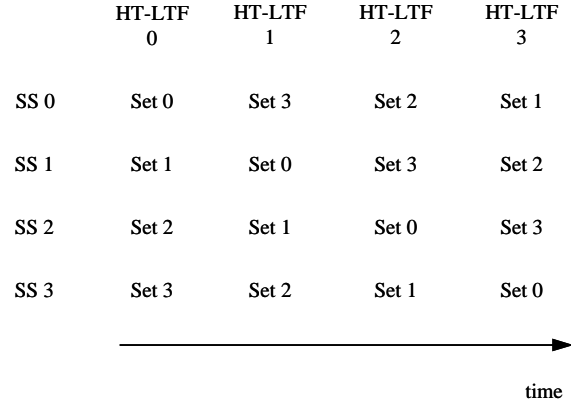 HT-LTF HT-LTF HT-LTF HT-LTF
0 1 2 3
SS 0 Set 0 Set 3 Set 2 Set 1
SS 1 Set 1 Set 0 Set 3 Set 2
SS 2 Set 2 Set 1 Set 0 Set 3
SS 3 Set 3 Set 2 Set 1 Set 0
time